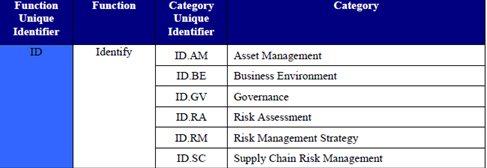 Function Unique Identifier Function Category Unique Identifier Category
ID Identify ID.AM Asset Management
ID.BE Business Environment
ID.GV Governance
ID.RA Risk Assessment
ID.RM Risk Management Strategy
ID.SC Supply Chain Risk Management